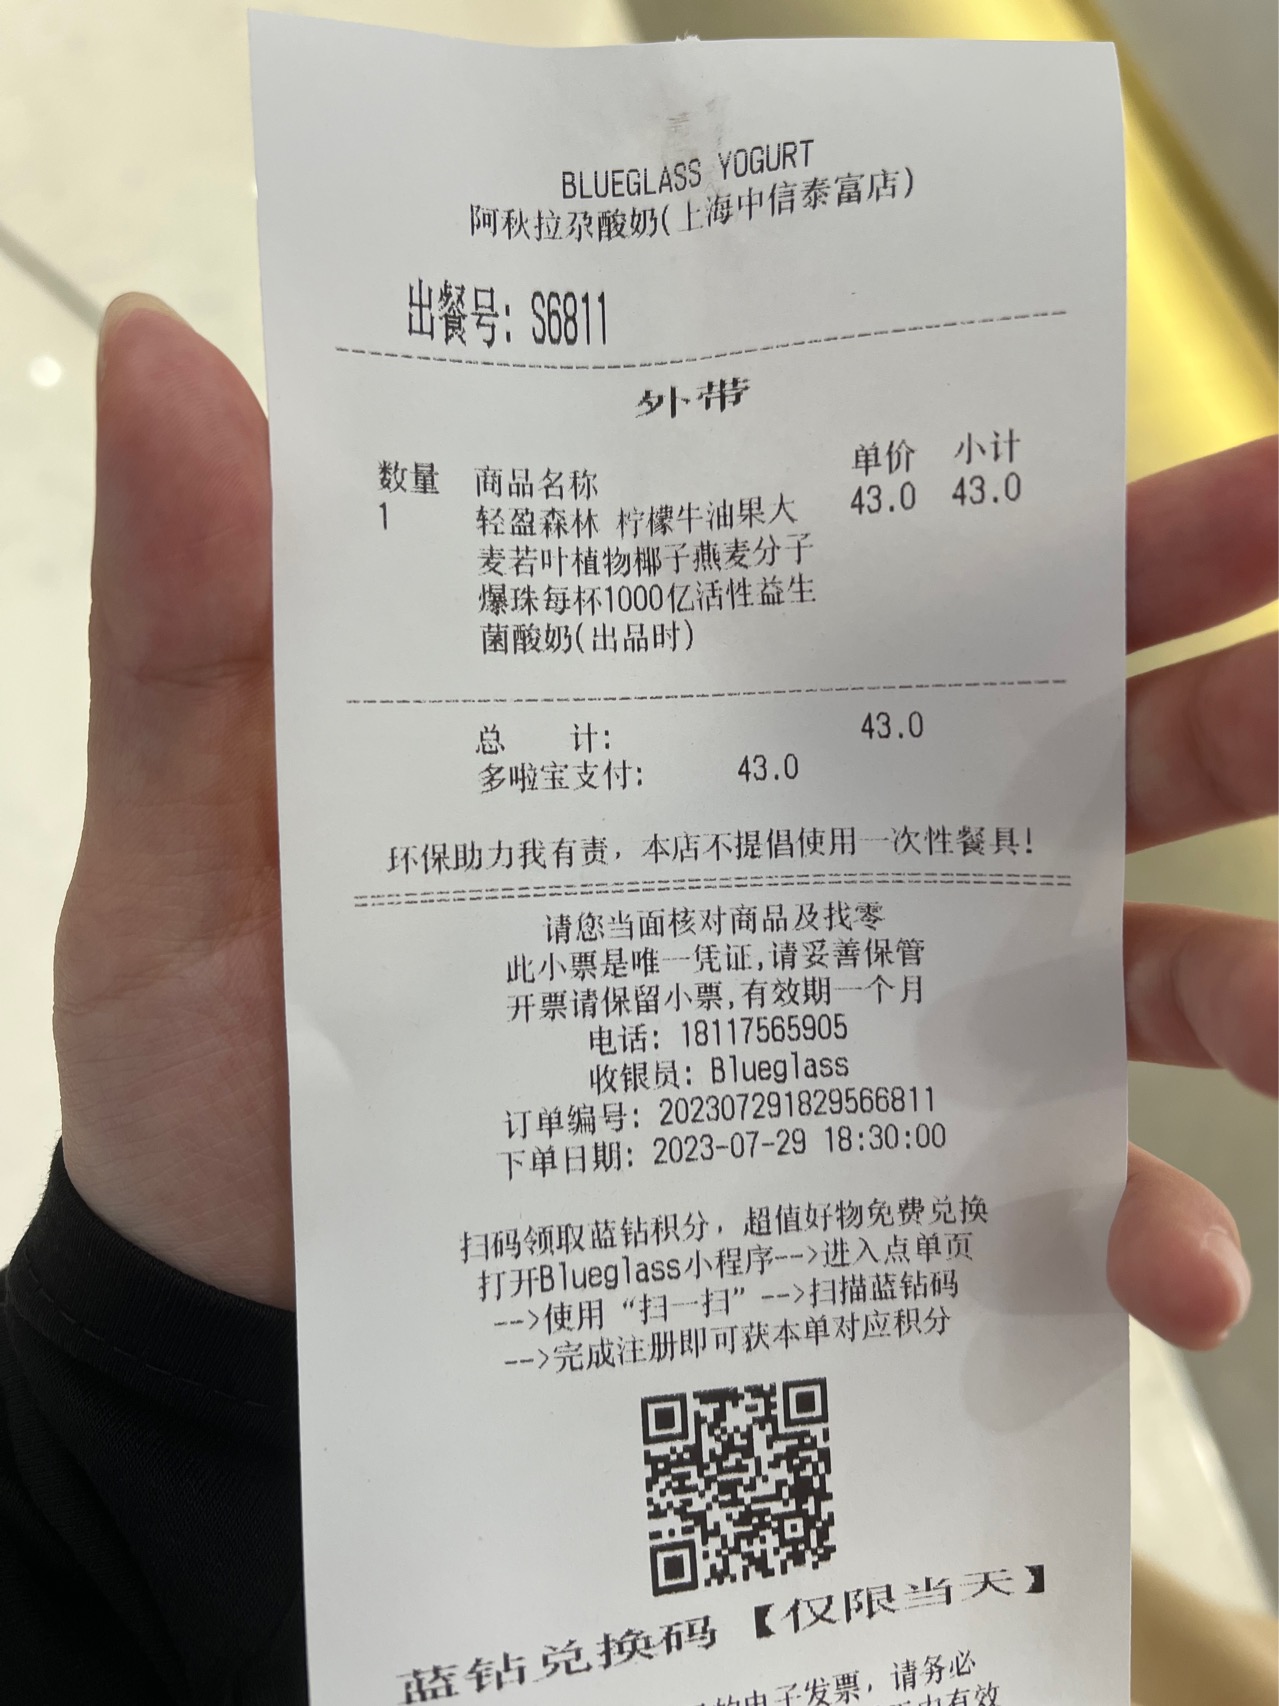 BLUEGLASS YOGURT
阿秋拉尕酸奶(上海中信泰富店)
出餐号: S6811
外带
数量 商品名称 单价 小计
1 轻盈森林 柠檬牛油果大 43.0 43.0
麦若叶植物椰子燕麦分子
爆珠每杯1000亿活性益生
菌酸奶(出品时)
总 计: 43.0
多啦宝支付: 43.0
环保助力我有责，本店不提倡使用一次性餐具!
请您当面核对商品及找零
此小票是唯一凭证,请妥善保管
开票请保留小票,有效期一个月
电话: 18117565905
收银员: Blueglass
订单编号: 202307291829566811
下单日期: 2023-07-29 18:30:00
扫码领取蓝钻积分，超值好物免费兑换
打开Blueglass小程序-->进入点单页
-->使用“扫一扫”-->扫描蓝钻码
-->完成注册即可获本单对应积分
蓝钻兑换码【仅限当天】
的电子发票，请务必
有效